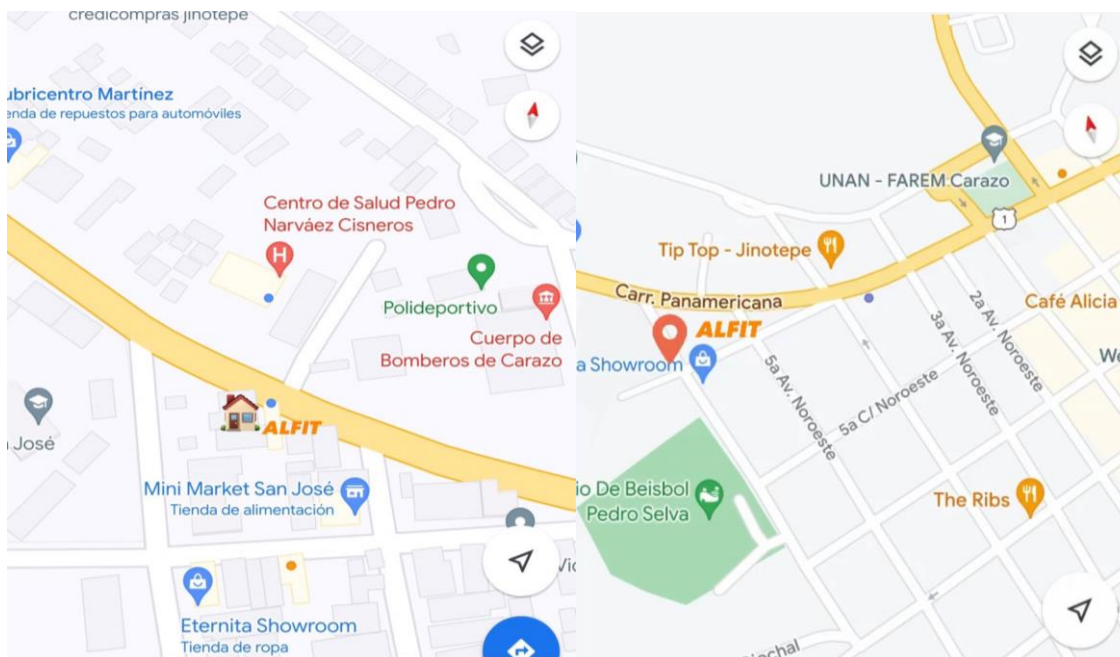 credicompras jinotepe
ubricentro Martínez
enda de repuestos para automóviles
Centro de Salud Pedro
Narváez Cisneros
H
Polideportivo
Cuerpo de
Bomberos de Carazo
José
ALFIT
Mini Market San José
Tienda de alimentación
Vic
Eternita Showroom
Tienda de ropa
UNAN - FAREM Carazo
1
Tip Top - Jinotepe
Carr. Panamericana
Café Alicia
ALFIT
a Showroom
We
2a Av. Noroeste
3a Av. Noroeste
5a Av. Noroeste
5a C/ Noroeste
io De Beisbol
Pedro Selva
The Ribs